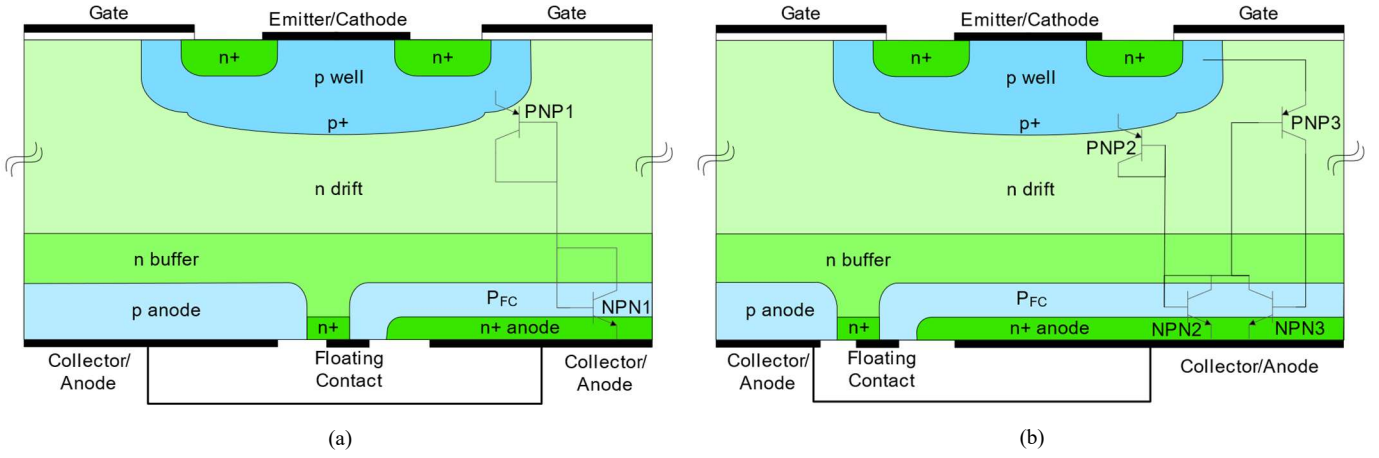 Gate
Emitter/Cathode
Gate
n+
n+
p well
PNP1
p+
n drift
n buffer
p anode
PFC
NPN1
n+
n+ anode
Collector/
Anode
Floating
Contact
Collector/
Anode
(a)
Gate
Emitter/Cathode
Gate
n+
n+
p well
p+
PNP3
PNP2
n drift
n buffer
p anode
PFC
n+
n+ anode
NPN2
NPN3
Collector/
Anode
Floating
Contact
Collector/Anode
(b)